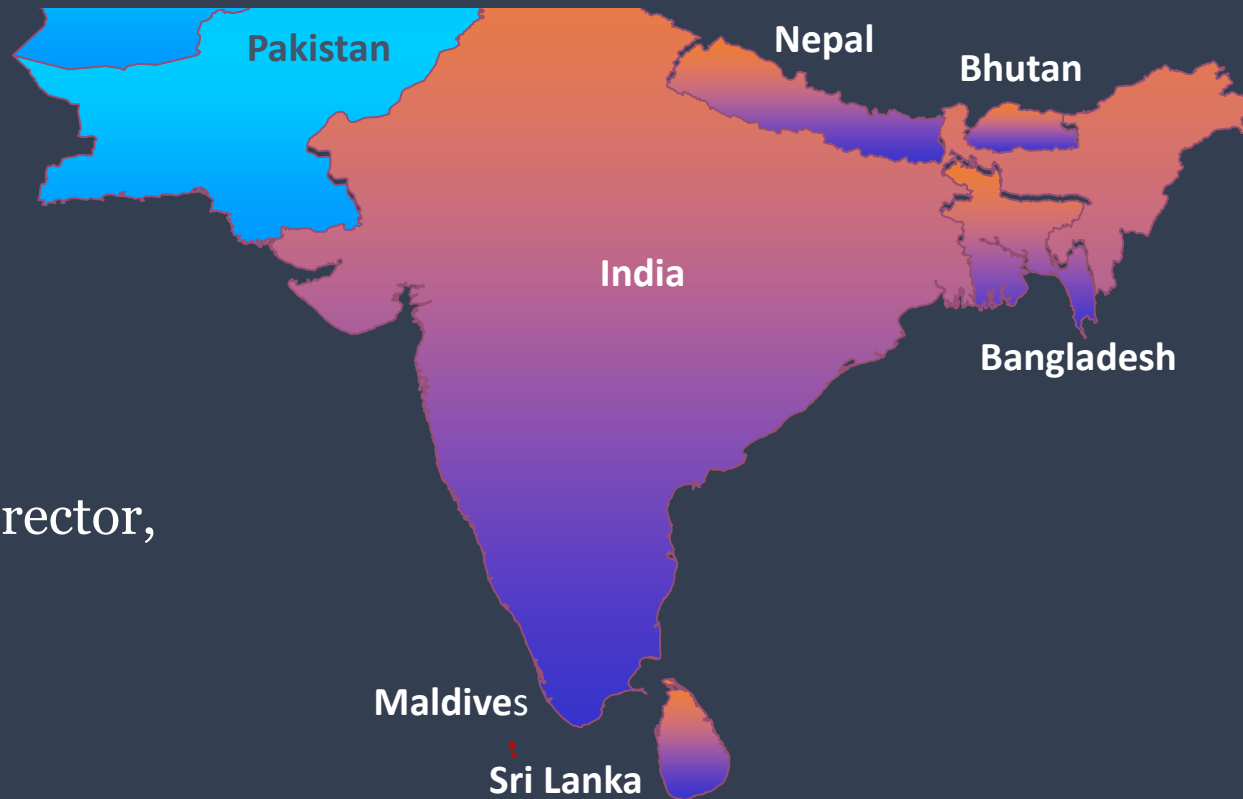 Pakistan
Nepal
Bhutan
India
Bangladesh
rector,
Maldives
Sri Lanka